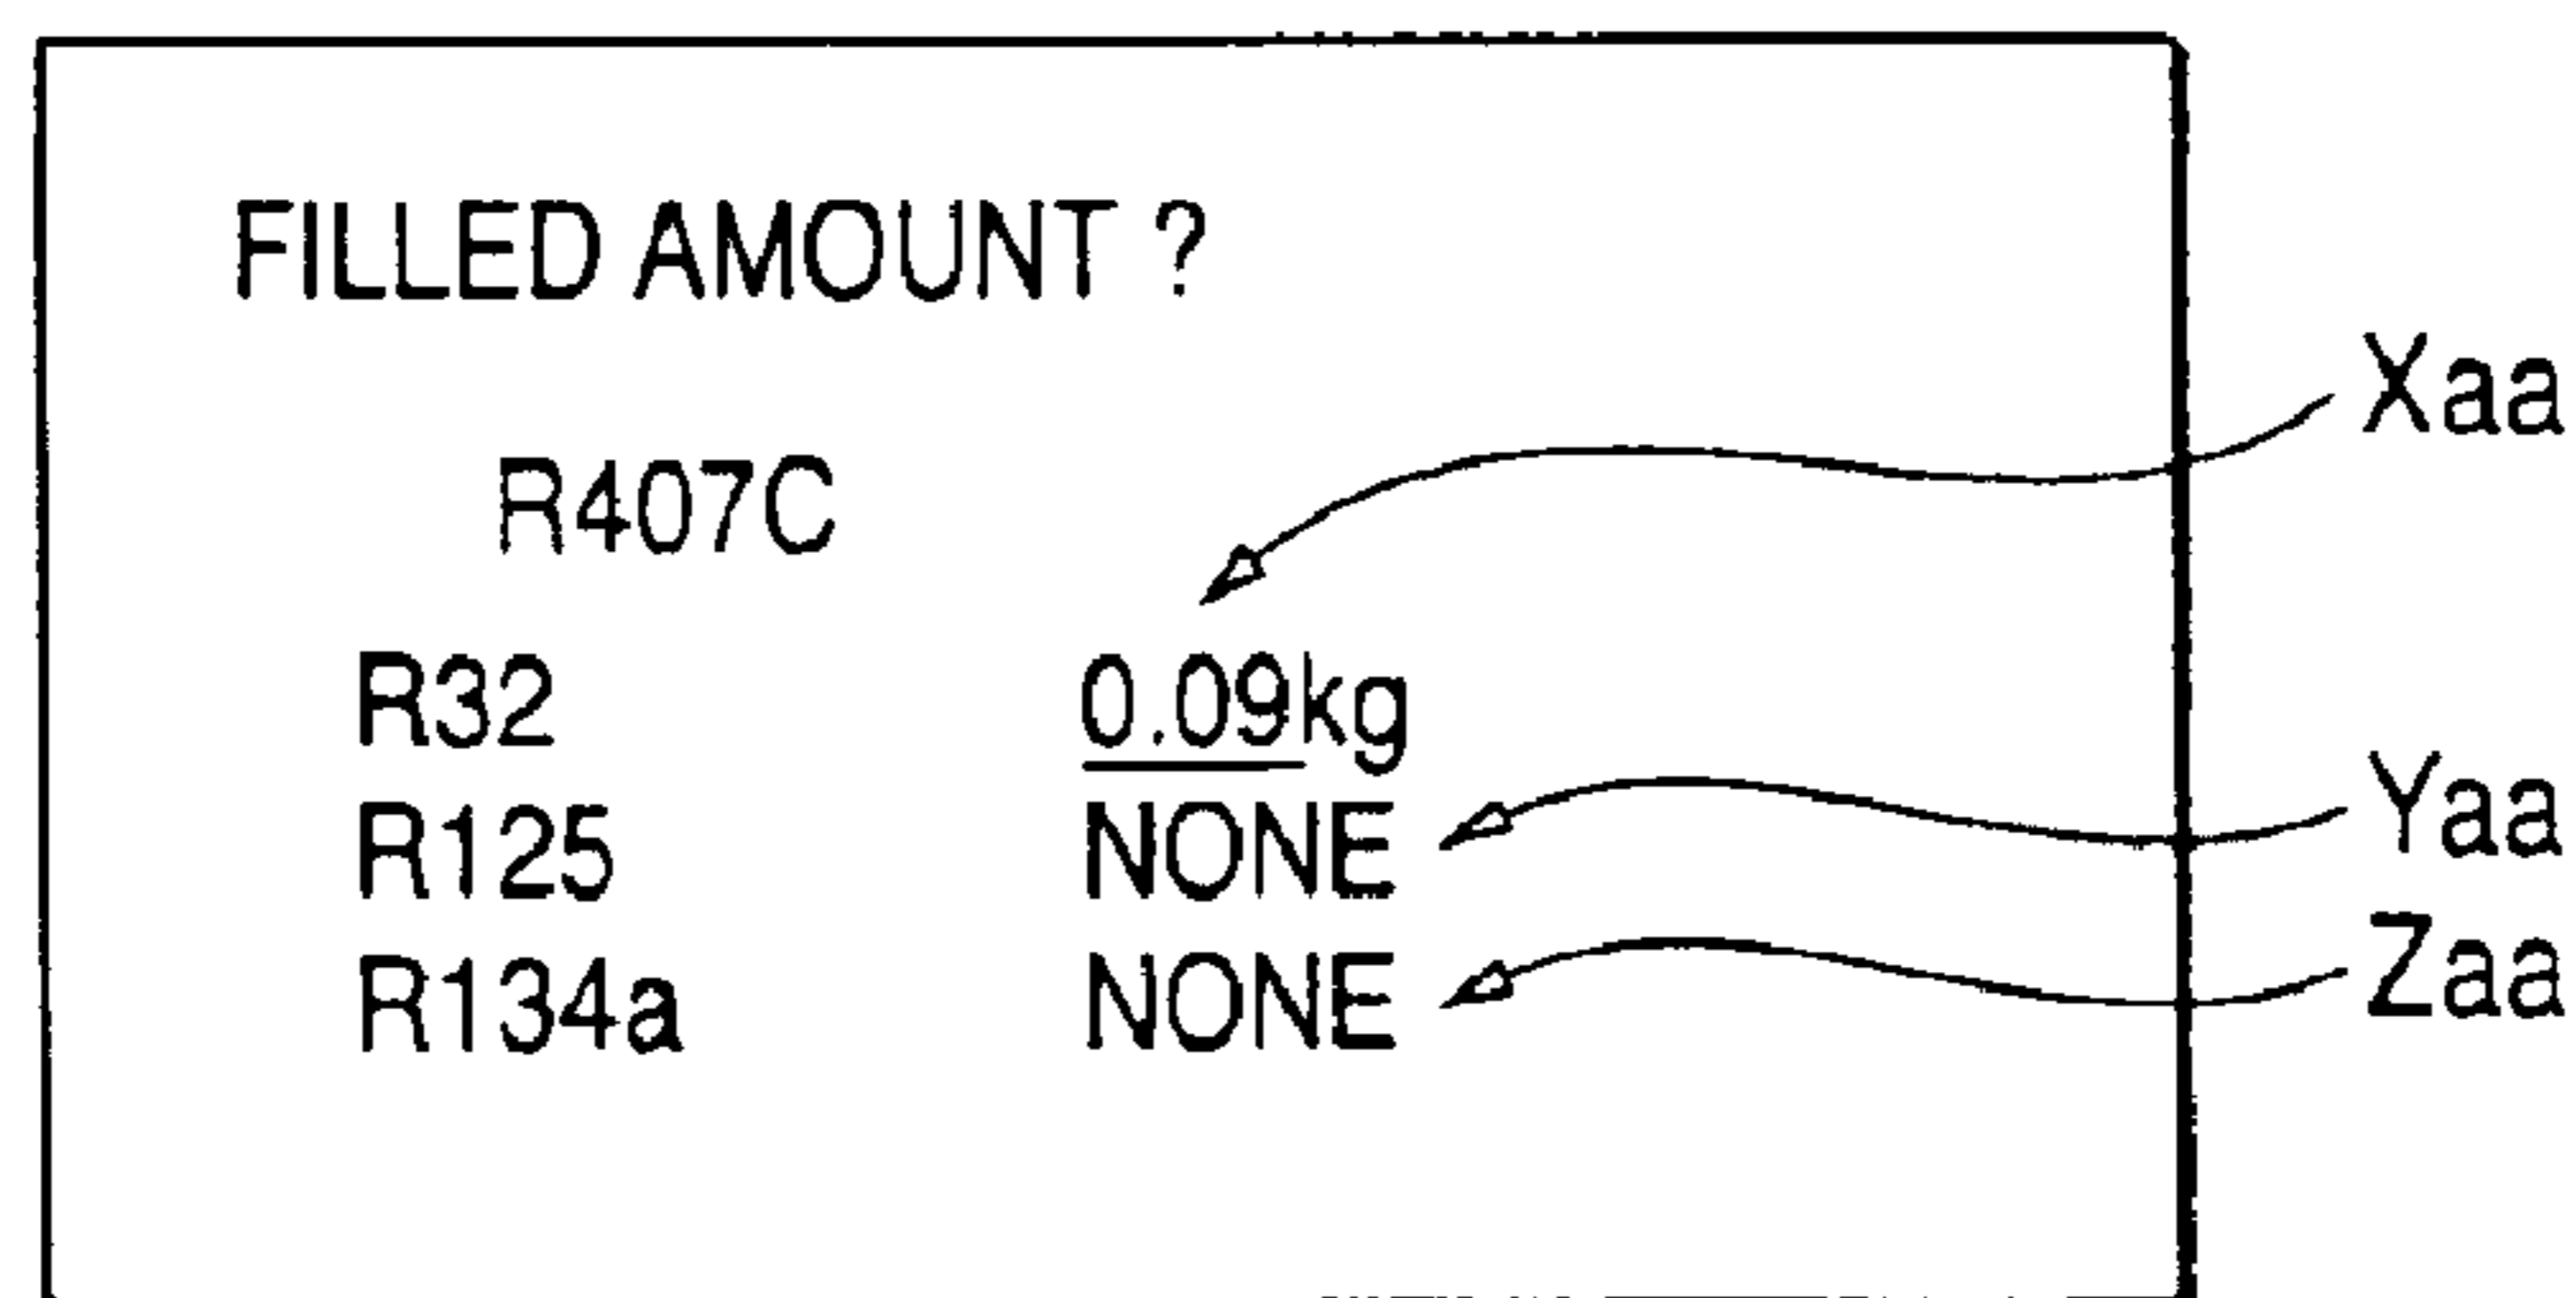 FILLED AMOUNT ?
Xaa
R407C
R32 0.09kg
R125 NONE Yaa
R134a NONE Zaa